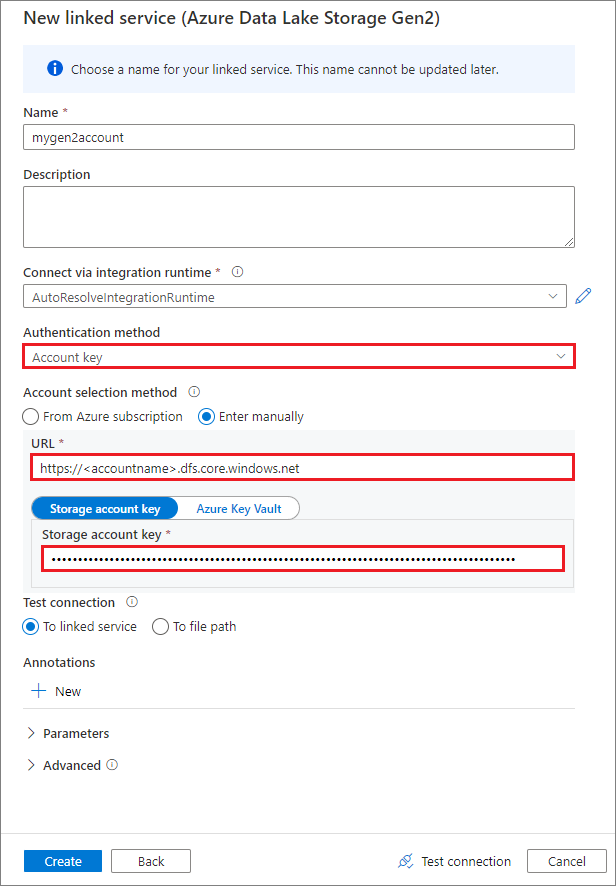 New linked service (Azure Data Lake Storage Gen2)
Choose a name for your linked service. This name cannot be updated later.
Name *
mygen2account
Description
Connect via integration runtime *
AutoResolveIntegrationRuntime
Authentication method
Account key
Account selection method
From Azure subscription Enter manually
URL *
https://<accountname>.dfs.core.windows.net
Storage account key Azure Key Vault
Storage account key *
Test connection
To linked service To file path
Annotations
New
Parameters
Advanced
Create Back Test connection Cancel